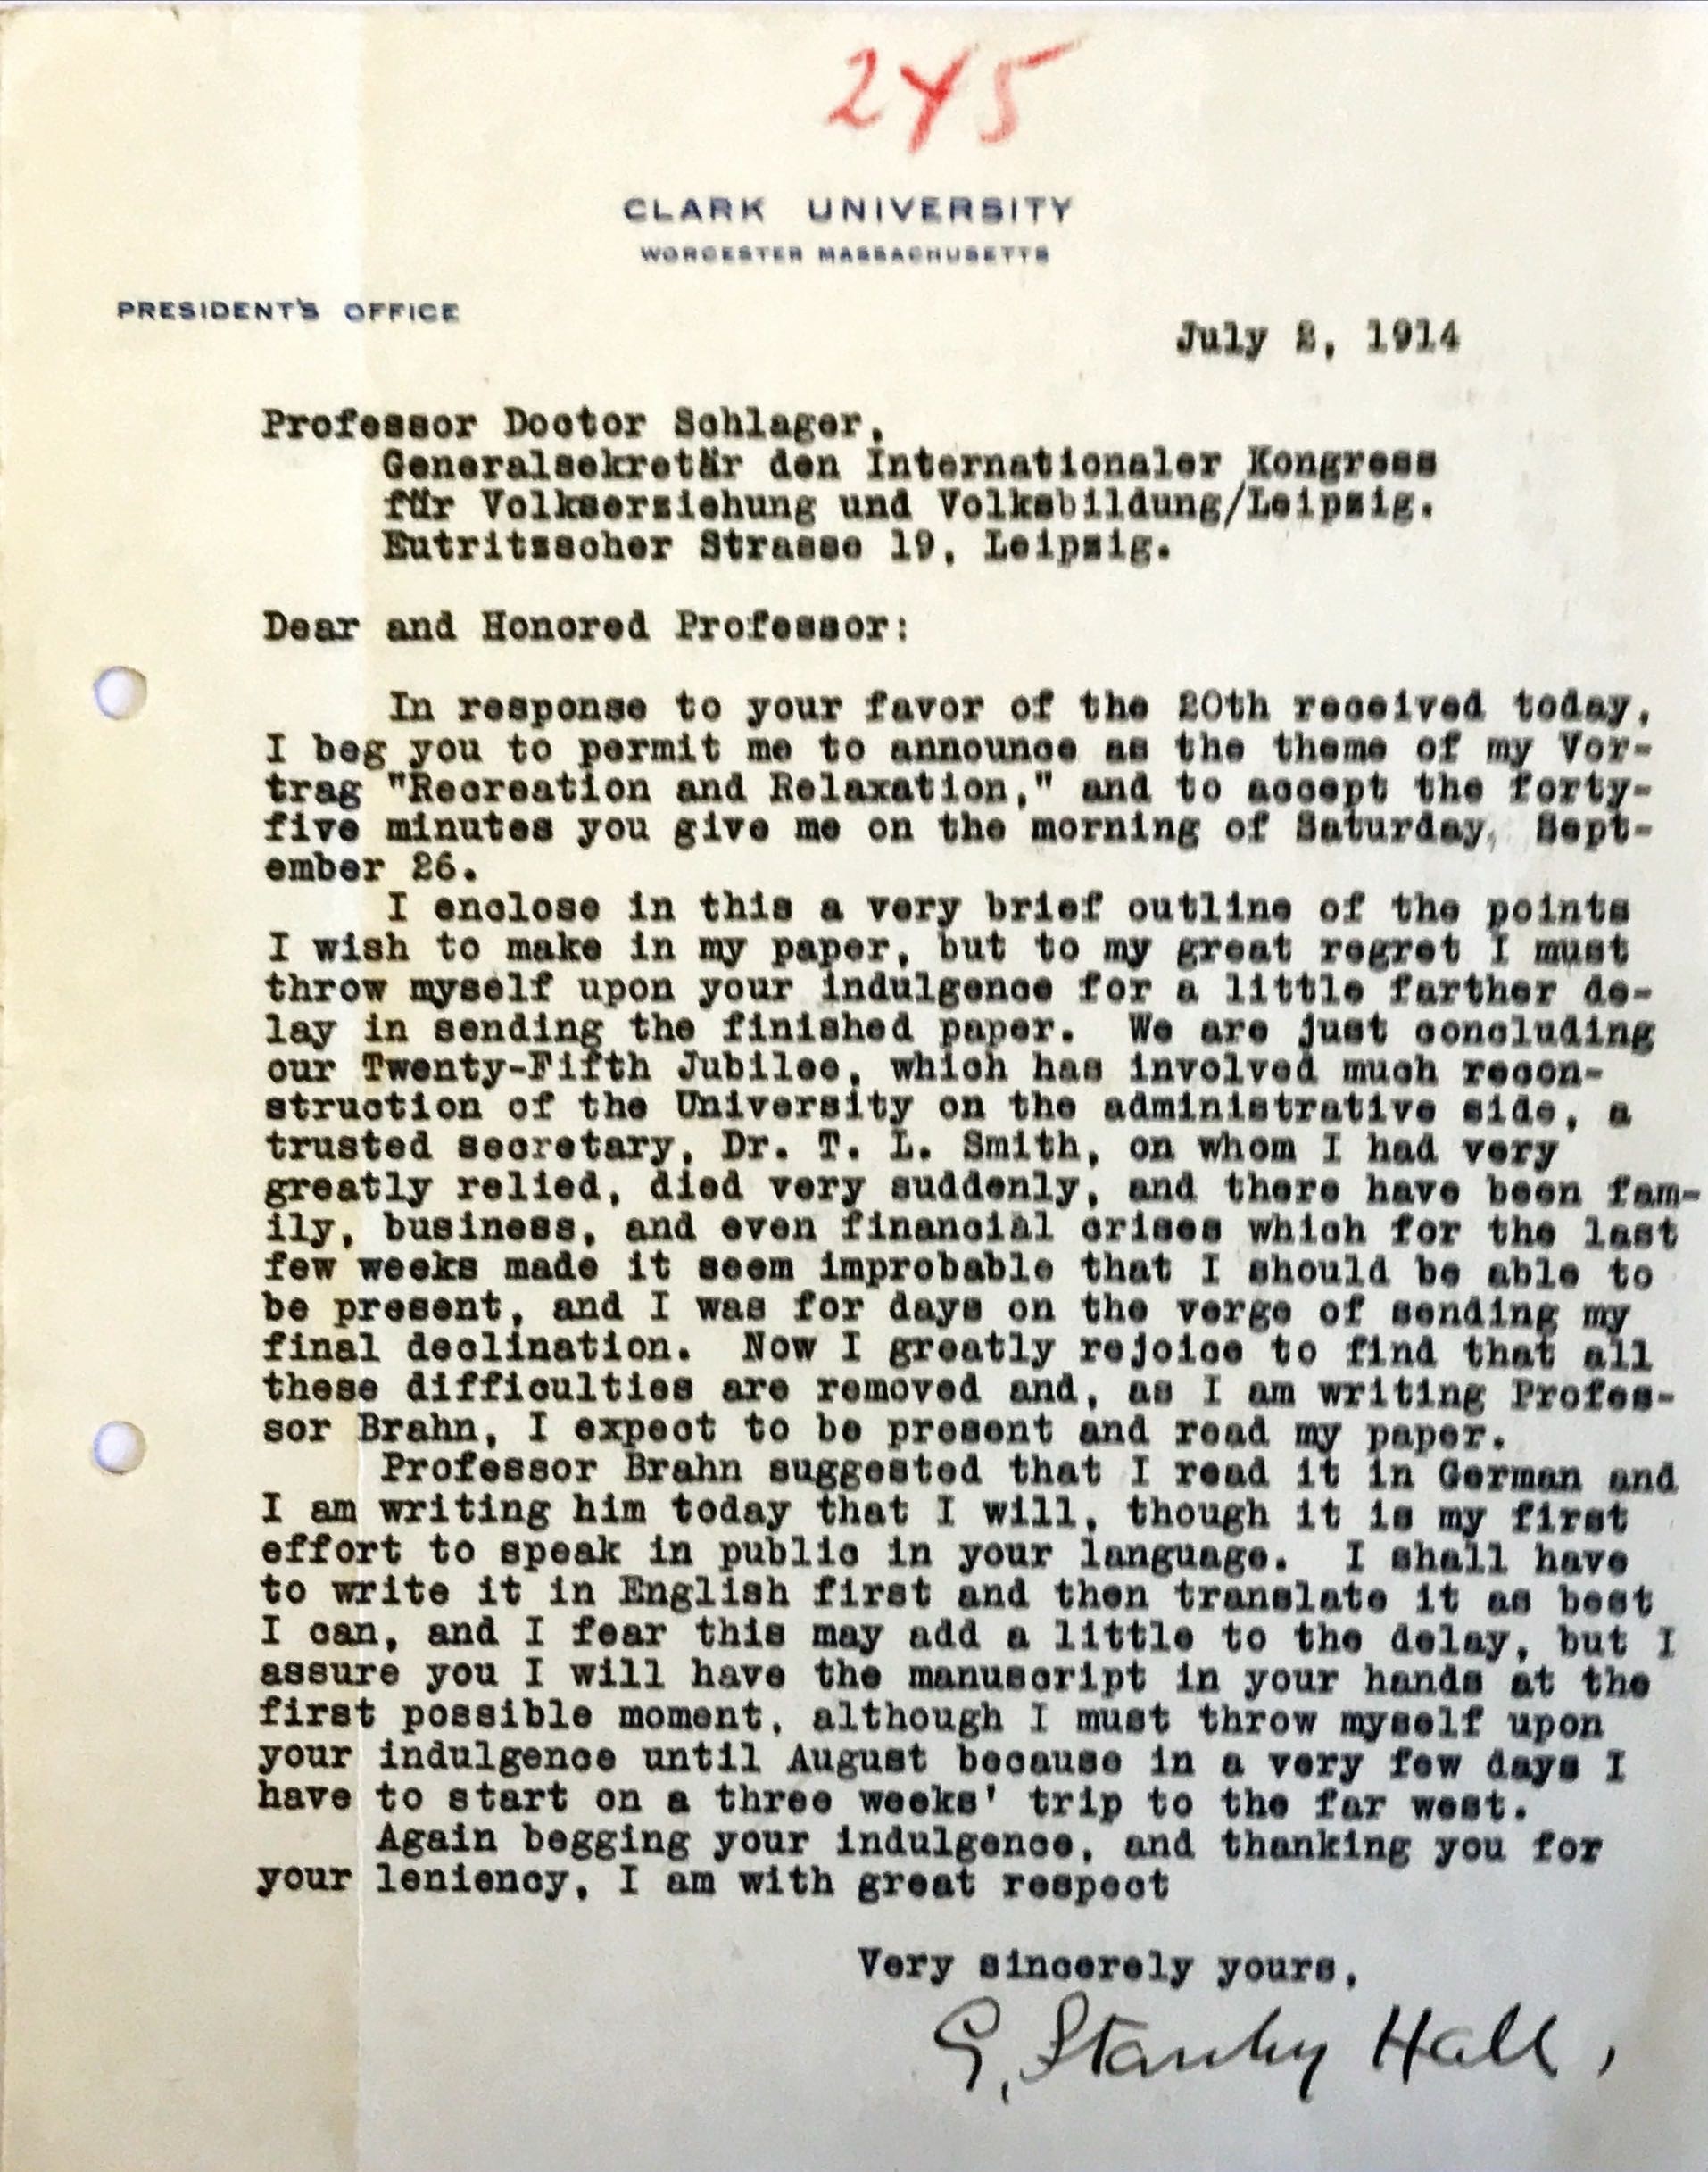 245
CLARK UNIVERSITY
WORCESTER MASSACHUSETTS
PRESIDENT'S OFFICE
July 2, 1914
Professor Doctor Schlager,
Generalsekretär den Internationaler Kongress
für Volkserziehung und Volksbildung/Leipzig.
Eutritzscher Strasse 19, Leipzig.
Dear and Honored Professor:
In response to your favor of the 20th received today,
I beg you to permit me to announce as the theme of my Vor-
trag "Recreation and Relaxation," and to accept the forty-
five minutes you give me on the morning of Saturday, Sept-
ember 26.
I enclose in this a very brief outline of the points
I wish to make in my paper, but to my great regret I must
throw myself upon your indulgence for a little farther de-
lay in sending the finished paper. We are just concluding
our Twenty-Fifth Jubilee, which has involved much recon-
struction of the University on the administrative side, a
trusted secretary, Dr. T. L. Smith, on whom I had very
greatly relied, died very suddenly, and there have been fam-
ily, business, and even financial crises which for the last
few weeks made it seem improbable that I should be able to
be present, and I was for days on the verge of sending my
final declination. Now I greatly rejoice to find that all
these difficulties are removed and, as I am writing Profes-
sor Brahn, I expect to be present and read my paper.
Professor Brahn suggested that I read it in German and
I am writing him today that I will, though it is my first
effort to speak in public in your language. I shall have
to write it in English first and then translate it as best
I can, and I fear this may add a little to the delay, but I
assure you I will have the manuscript in your hands at the
first possible moment, although I must throw myself upon
your indulgence until August because in a very few days I
have to start on a three weeks' trip to the far west.
Again begging your indulgence, and thanking you for
your leniency, I am with great respect
Very sincerely yours,
G. Stanley Hall,